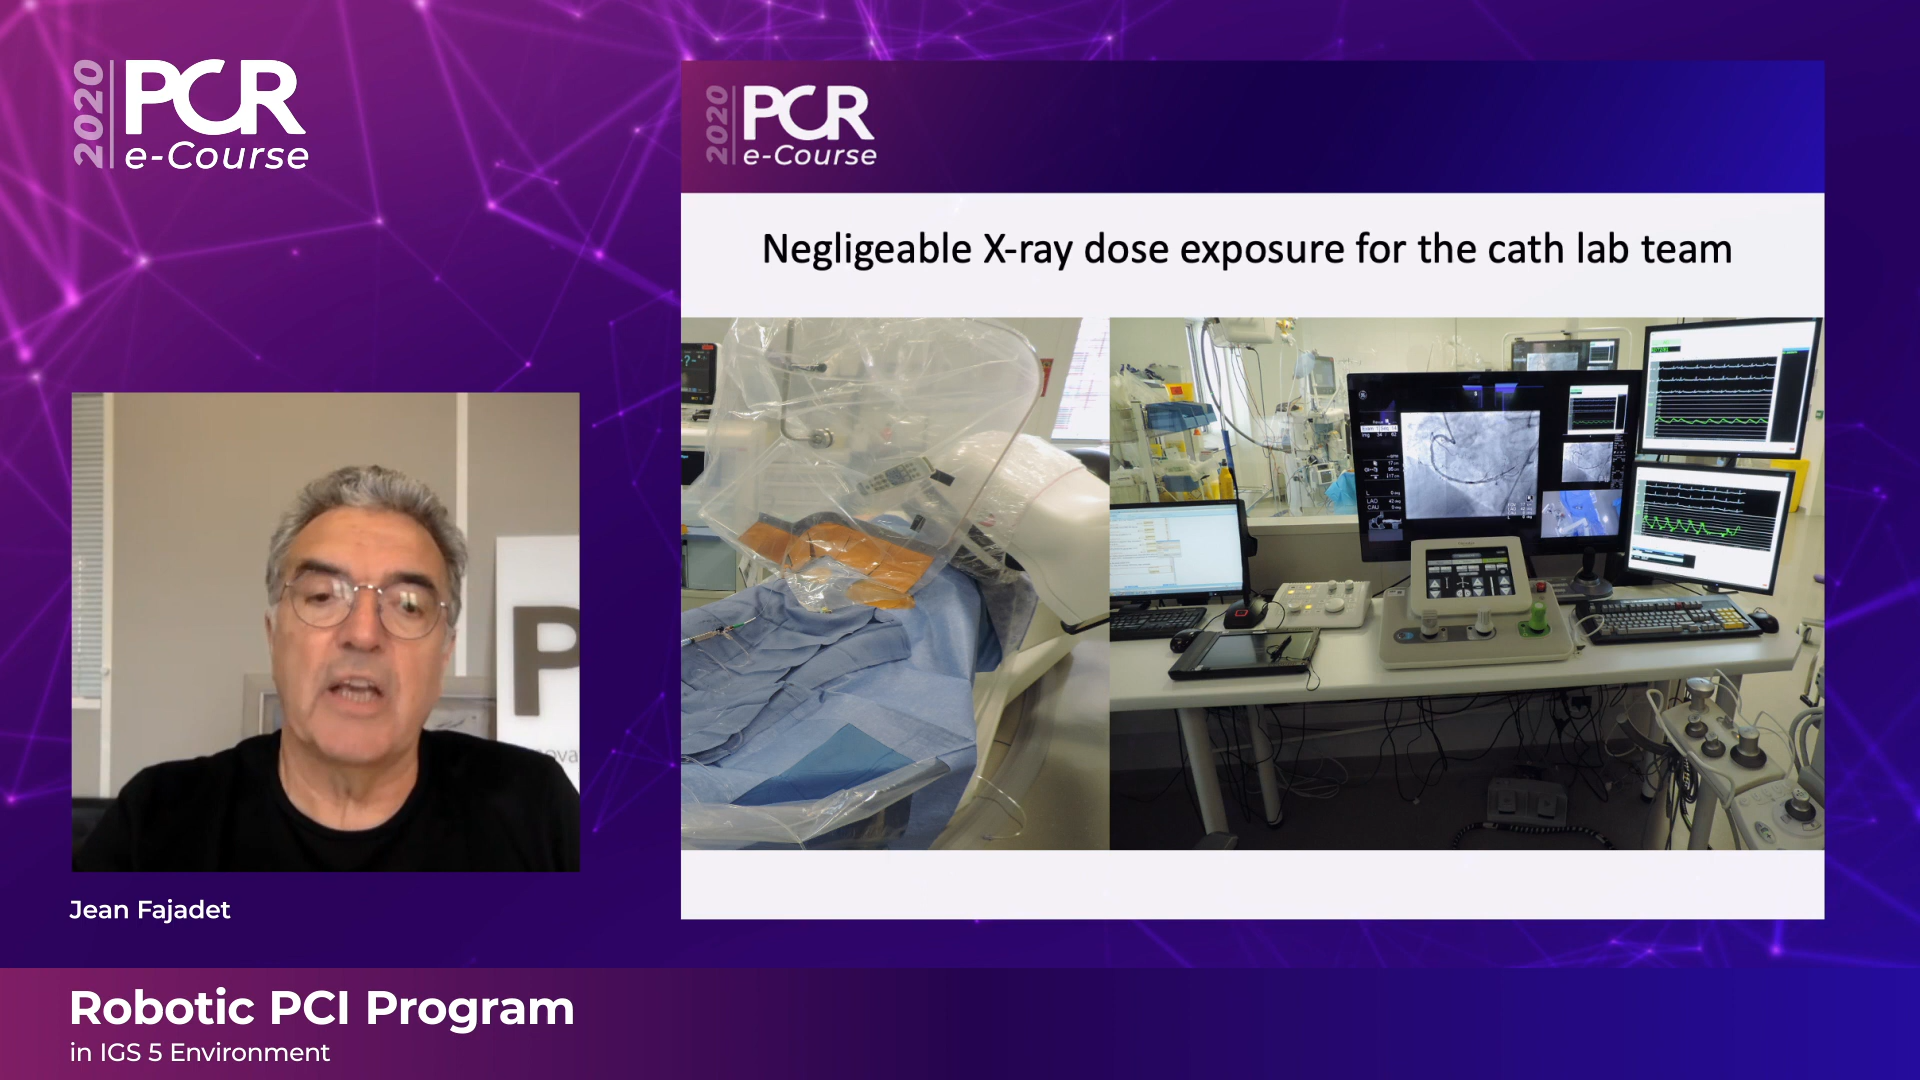 2020
PCR
e-Course
2020
PCR
e-Course
Negligeable X-ray dose exposure for the cath lab team
P
ova
Jean Fajadet
Robotic PCI Program
in IGS 5 Environment